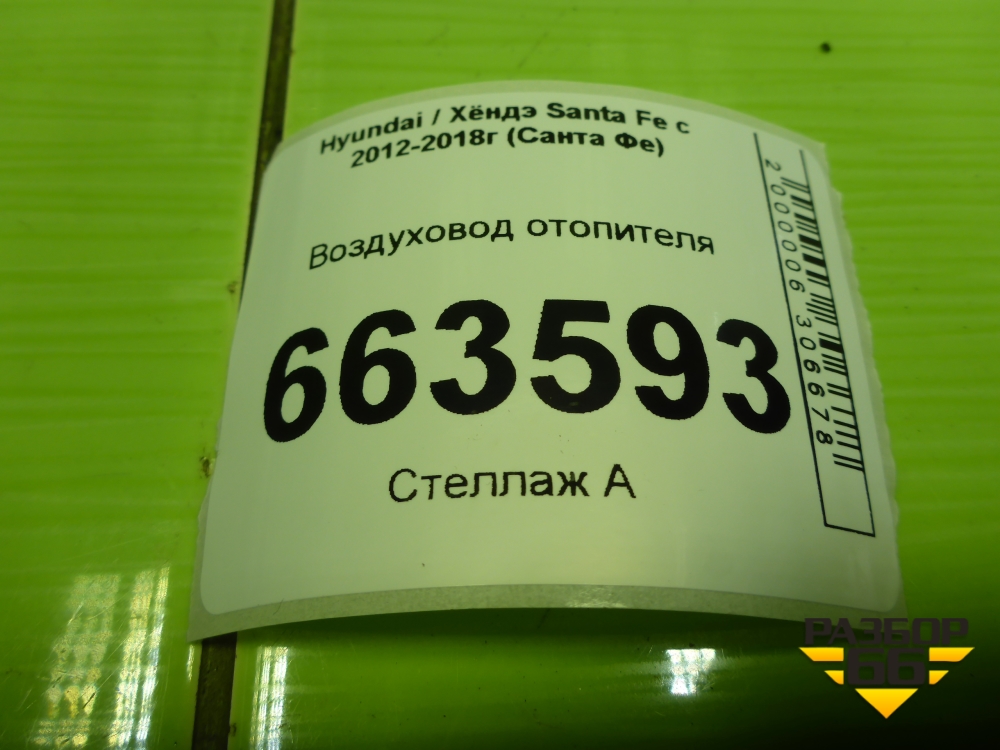 Hyundai / Хёндэ Santa Fe с
2012-2018г (Санта Фе)
Воздуховод отопителя
663593
Стеллаж А
2000006306678
РАЗБОР
66